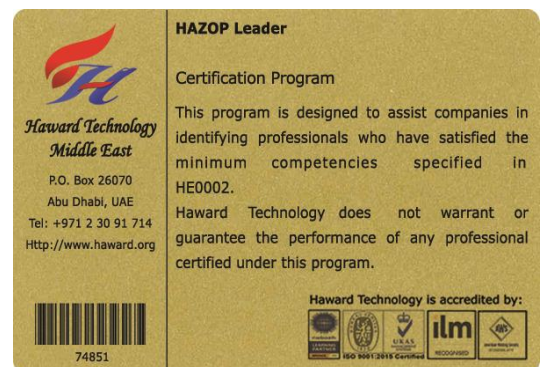 Haward Technology
Middle East
P.O. Box 26070
Abu Dhabi, UAE
Tel: +971 2 30 91 714
Http://www.haward.org
74851
HAZOP Leader
Certification Program
This program is designed to assist companies in
identifying professionals who have satisfied the
minimum competencies specified in
HE0002.
Haward Technology does not warrant or
guarantee the performance of any professional
certified under this program.
Haward Technology is accredited by:
UKAS
ilm
RECOGNISED
ISO 9001:2015 Certified